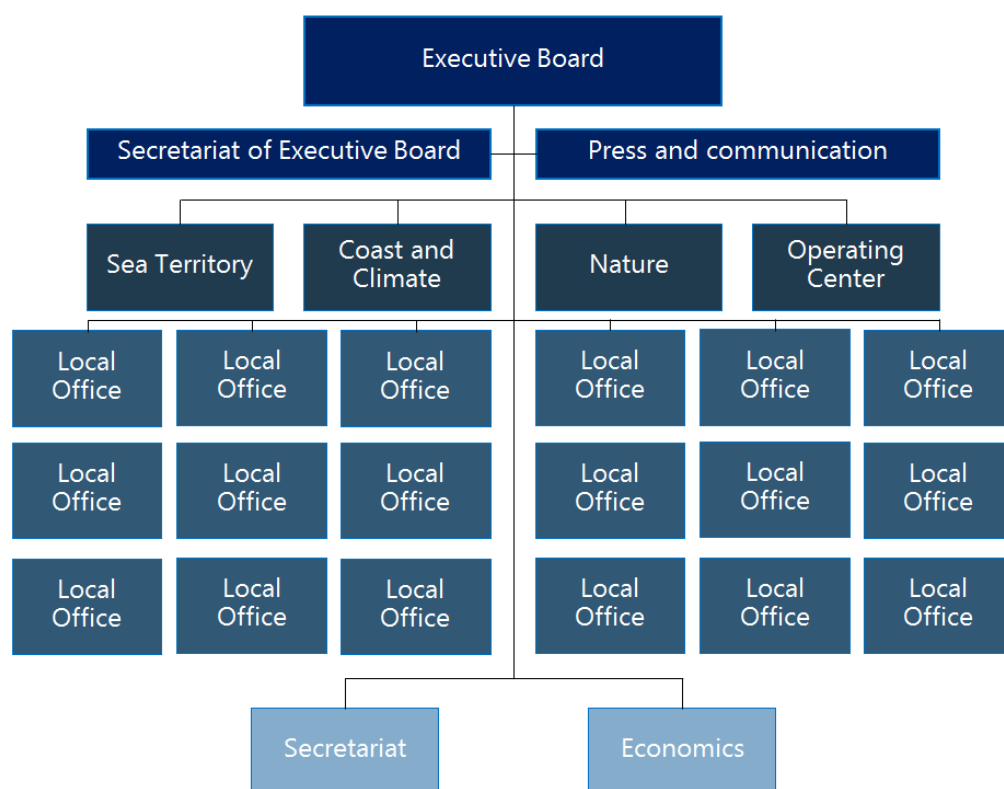 Executive Board
Secretariat of Executive Board
Press and communication
Sea Territory
Coast and
Climate
Nature
Operating
Center
Local
Office
Local
Office
Local
Office
Local
Office
Local
Office
Local
Office
Local
Office
Local
Office
Local
Office
Local
Office
Local
Office
Local
Office
Local
Office
Local
Office
Local
Office
Local
Office
Local
Office
Local
Office
Secretariat
Economics